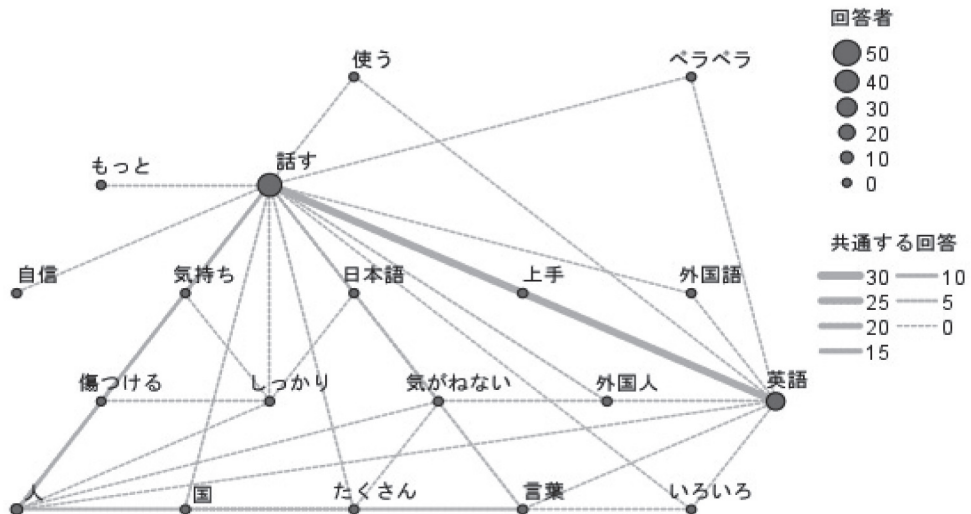 回答者
使う
ペラペラ
50
40
30
20
10
0
もっと
話す
共通する回答
自信
気持ち
日本語
上手
外国語
30
10
25
5
20
0
15
傷つける
しっかり
気がねない
外国人
英語
人
国
たくさん
言葉
いろいろ